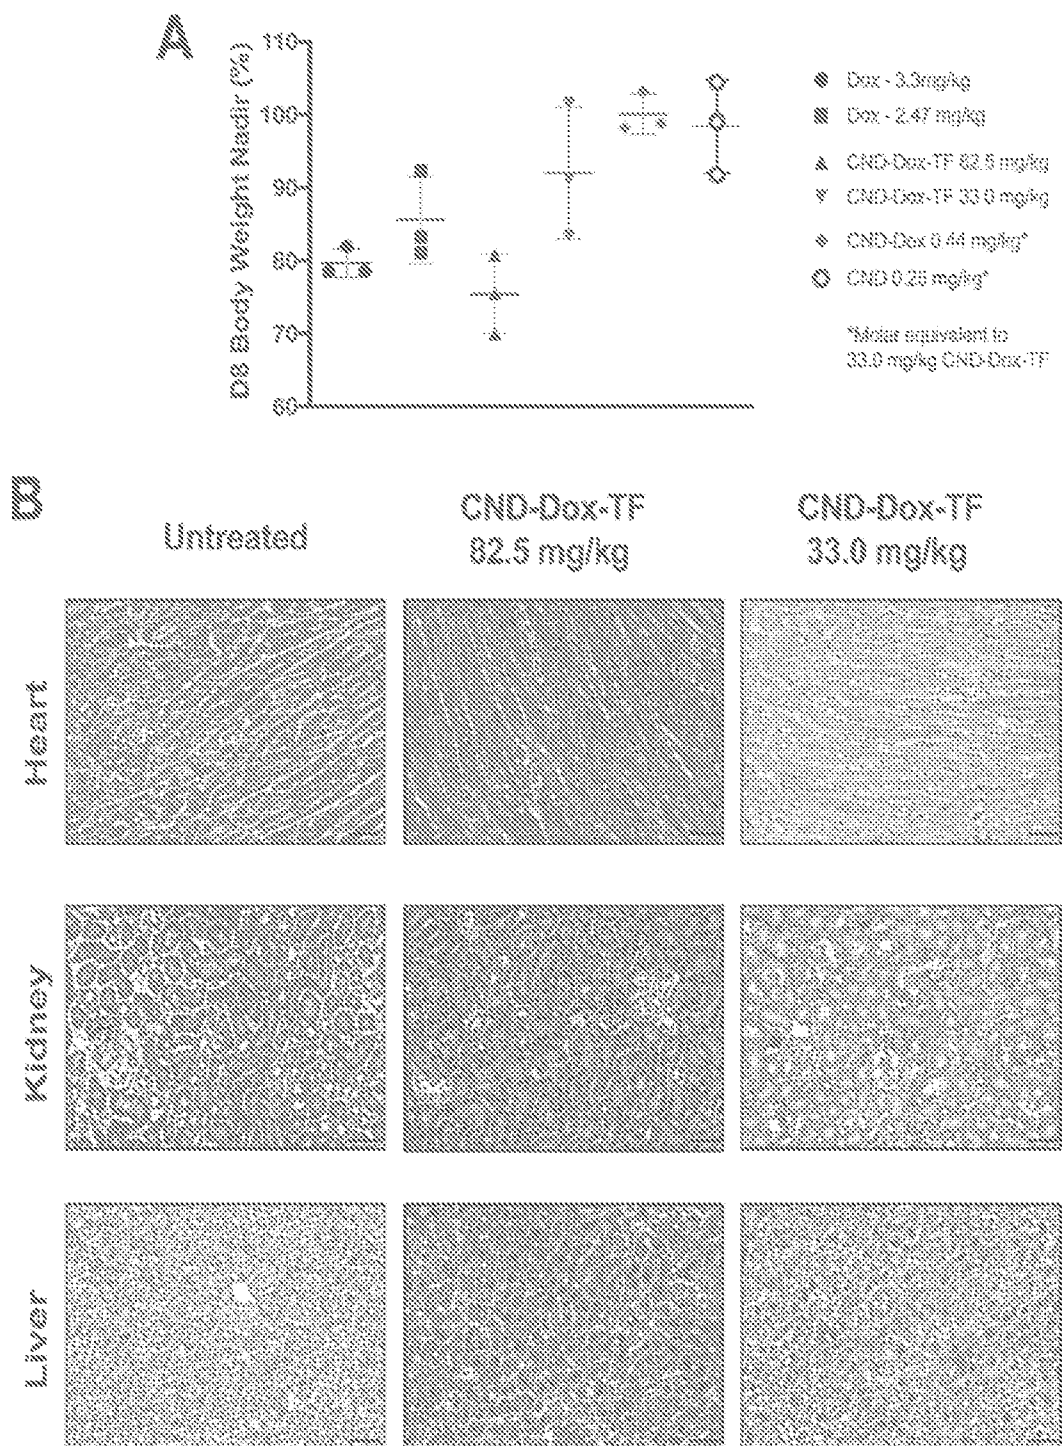 A
D8 Body Weight Nadir (%)
110
100
90
80
70
60
Dox - 3.3mg/kg
Dox - 2.47 mg/kg
CND-Dox-TF 82.5 mg/kg
CND-Dox-TF 33.0 mg/kg
CND-Dox 0.44 mg/kg*
CND 0.25 mg/kg*
*Molar equivalent to
33.0 mg/kg CND-Dox-TF
B
Untreated
CND-Dox-TF
82.5 mg/kg
CND-Dox-TF
33.0 mg/kg
Heart
Kidney
Liver